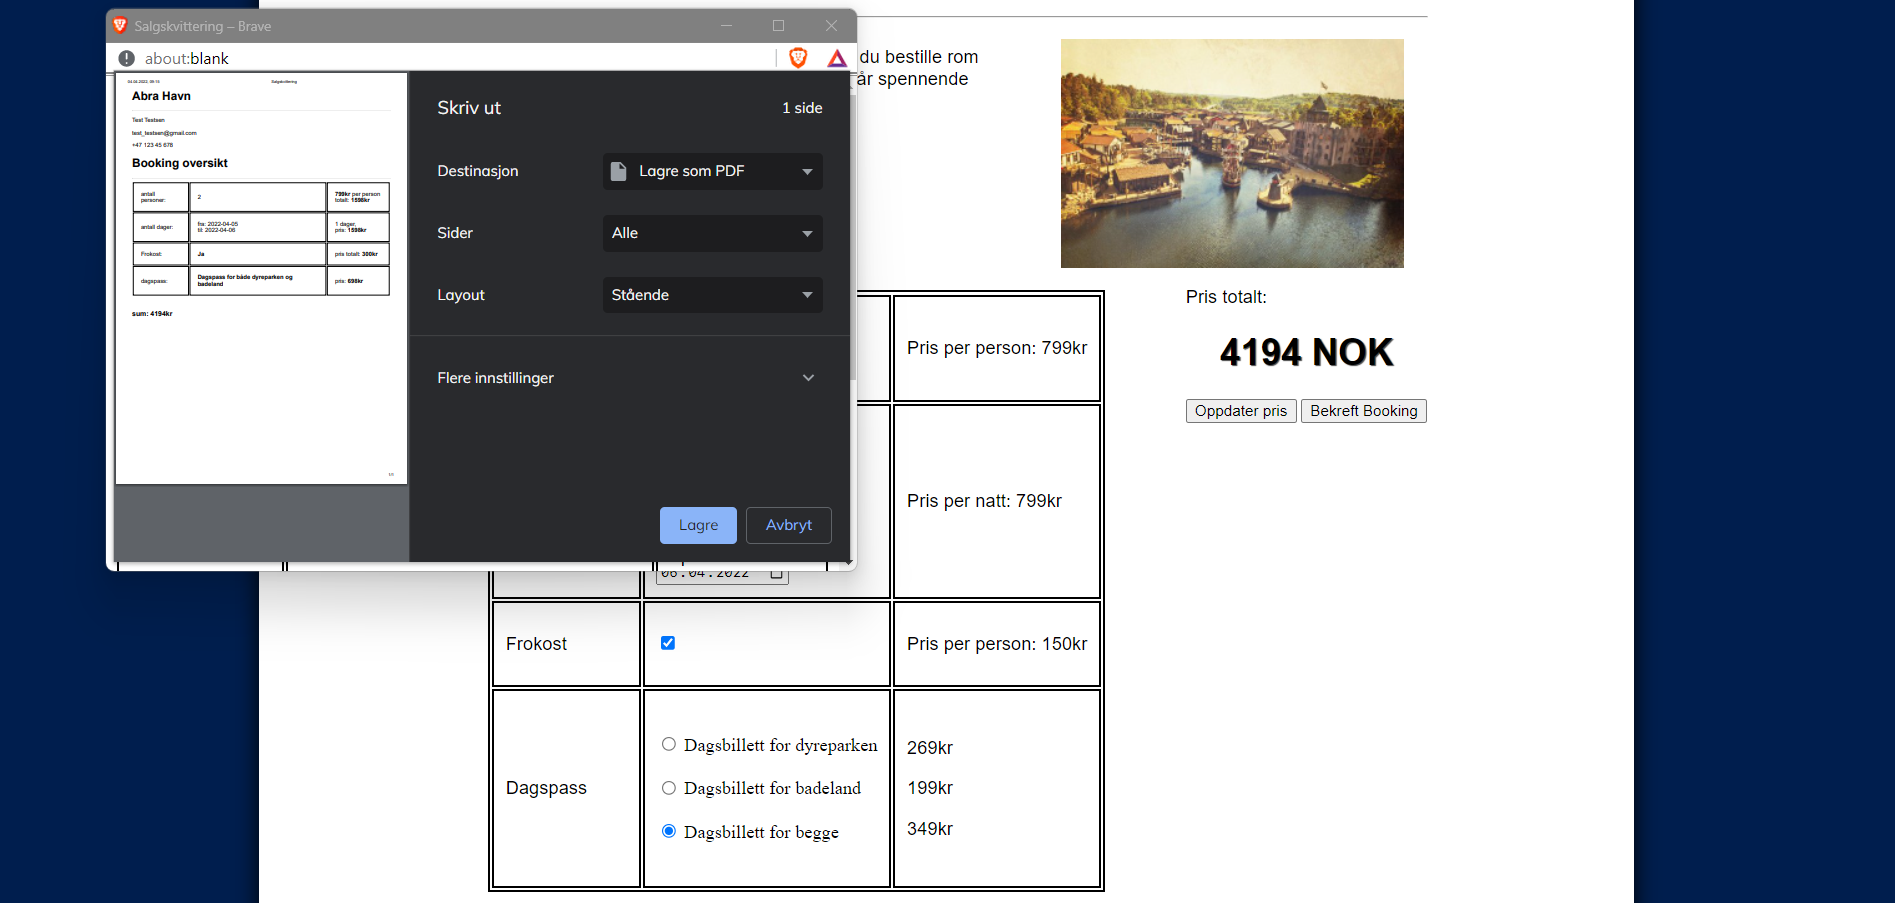 Salgskvittering – Brave
about:blank
04.04.2022, 08:15 Salgskvittering
Abra Havn
Test Testsen
test_testsen@gmail.com
+47 123 45 678
Booking oversikt
antall personer: 2 799kr per person totalt: 1598kr
antall dager: fra: 2022-04-05 til: 2022-04-06 1 dager, pris: 1598kr
Frokost: Ja pris totalt: 300kr
dagspass: Dagspass for både dyreparken og badeland pris: 698kr
sum: 4194kr
1/1
Skriv ut 1 side
Destinasjon Lagre som PDF
Sider Alle
Layout Stående
Flere innstillinger
Lagre Avbryt
du bestille rom
år spennende
Pris totalt:
4194 NOK
Oppdater pris Bekreft Booking
Pris per person: 799kr
Pris per natt: 799kr
06.04.2022
Frokost Pris per person: 150kr
Dagspass
Dagsbillett for dyreparken 269kr
Dagsbillett for badeland 199kr
Dagsbillett for begge 349kr